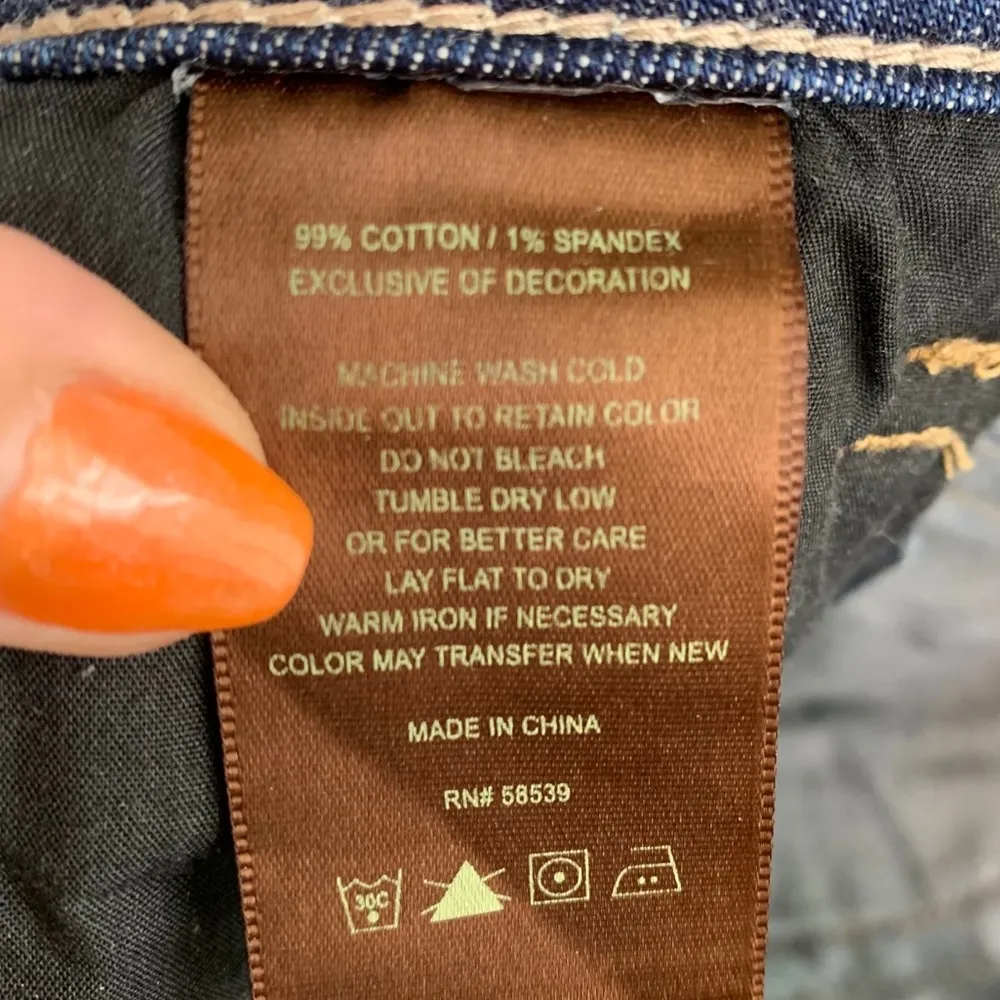 99% COTTON / 1% SPANDEX
EXCLUSIVE OF DECORATION
MACHINE WASH COLD
INSIDE OUT TO RETAIN COLOR
DO NOT BLEACH
TUMBLE DRY LOW
OR FOR BETTER CARE
LAY FLAT TO DRY
WARM IRON IF NECESSARY
COLOR MAY TRANSFER WHEN NEW
MADE IN CHINA
RN# 58539
30C